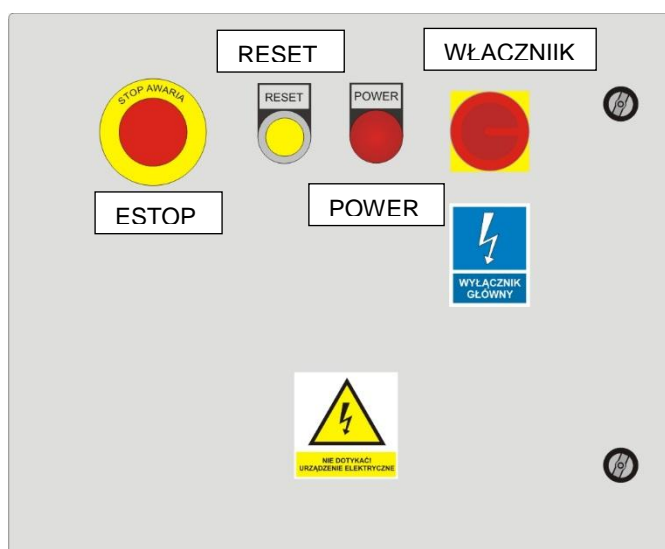 RESET
WŁACZNIIK
STOP AWARIA
RESET
POWER
ESTOP
POWER
WYŁĄCZNIK
GŁÓWNY
NIE DOTYKAĆ!
URZĄDZENIE ELEKTRYCZNE